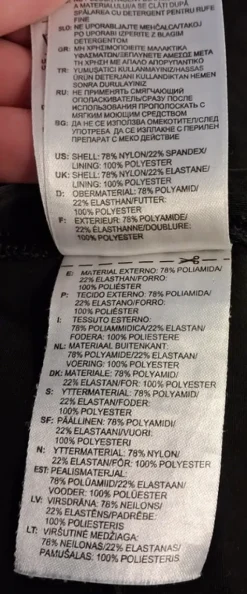 A MATERIALULUI SE CLĂTI DUPĂ
SPĂLAREA CU DETERGENT PENTRU RUFE
FINE
SLO: NE UPORABLJAJTE MEHČALCA/TAKOJ
PO UPORABI IZPERITE Z BLAGIM
DETERGENTOM
GR: ΜΗ ΧΡΗΣΙΜΟΠΟΙΕΙΤΕ ΜΑΛΑΚΤΙΚΑ
ΥΦΑΣΜΑΤΩΝ/ΞΕΠΛΥΝΕΤΕ ΑΜΕΣΩΣ ΜΕΤΑ
ΤΗ ΧΡΗΣΗ ΜΕ ΑΠΑΛΟ ΑΠΟΡΥΠΑΝΤΙΚΟ
TR: YUMUŞATICI KULLANMAYINIZ/HASSAS
ÜRÜN DETERJANI KULLANDIKTAN HEMEN
SONRA DURULAYINIZ
RU: НЕ ПРИМЕНЯТЬ СМЯГЧАЮЩИЙ
ОПОЛАСКИВАТЕЛЬ/СРАЗУ ПОСЛЕ
ИСПОЛЬЗОВАНИЯ ПРОПОЛОСКАТЬ С
МЯГКИМ МОЮЩИМ СРЕДСТВОМ
ДА НЕ СЕ ИЗПОЛЗВА ОМЕКОТИТЕЛ/СЛЕД
УПОТРЕБА ДА СЕ ИЗПЛАКНЕ С ПЕРИЛЕН
ПРЕПАРАТ С МЕКО ДЕЙСТВИЕ
US: SHELL: 78% NYLON/22% SPANDEX/
LINING: 100% POLYESTER
UK: SHELL: 78% NYLON/22% ELASTANE/
LINING: 100% POLYESTER
D: OBERMATERIAL: 78% POLYAMID/
22% ELASTHAN/FUTTER:
100% POLYESTER
F: EXTERIEUR: 78% POLYAMIDE/
22% ELASTHANNE/DOUBLURE:
100% POLYESTER
E: MATERIAL EXTERNO: 78% POLIAMIDA/
22% ELASTANO/FORRO:
100% POLIÉSTER
P: TECIDO EXTERNO: 78% POLIAMIDA/
22% ELASTANO/FORRO:
100% POLIESTER
I: TESSUTO ESTERNO:
78% POLIAMMIDICA/22% ELASTAN/
FODERA: 100% POLIESTERE
NL: MATERIAAL BUITENKANT:
78% POLYAMIDE/22% ELASTAAN/
VOERING: 100% POLYESTER
DK: MATERIALE: 78% POLYAMID/
22% ELASTAN/FOR: 100% POLYESTER
S: YTTERMATERIAL: 78% POLYAMID/
22% ELASTAN/FODER:
100% POLYESTER
SF: PÄÄLLINEN: 78% POLYAMIDI/
22% ELASTAANI/VUORI:
100% POLYESTERI
N: YTTERMATERIAL: 78% NYLON/
22% ELASTAN/FÔR: 100% POLYESTER
EST: PEALISMATERJAL:
78% POLÜAMIID/22% ELASTAAN/
VOODER: 100% POLÜESTER
LV: VIRSDRĀNA: 78% NEILONS/
22% ELASTĒNS/PADRĒBE:
100% POLIESTERIS
LT: VIRŠUTINĖ MEDŽIAGA:
78% NEILONAS/22% ELASTANAS/
PAMUŠALAS: 100% POLIESTERIS